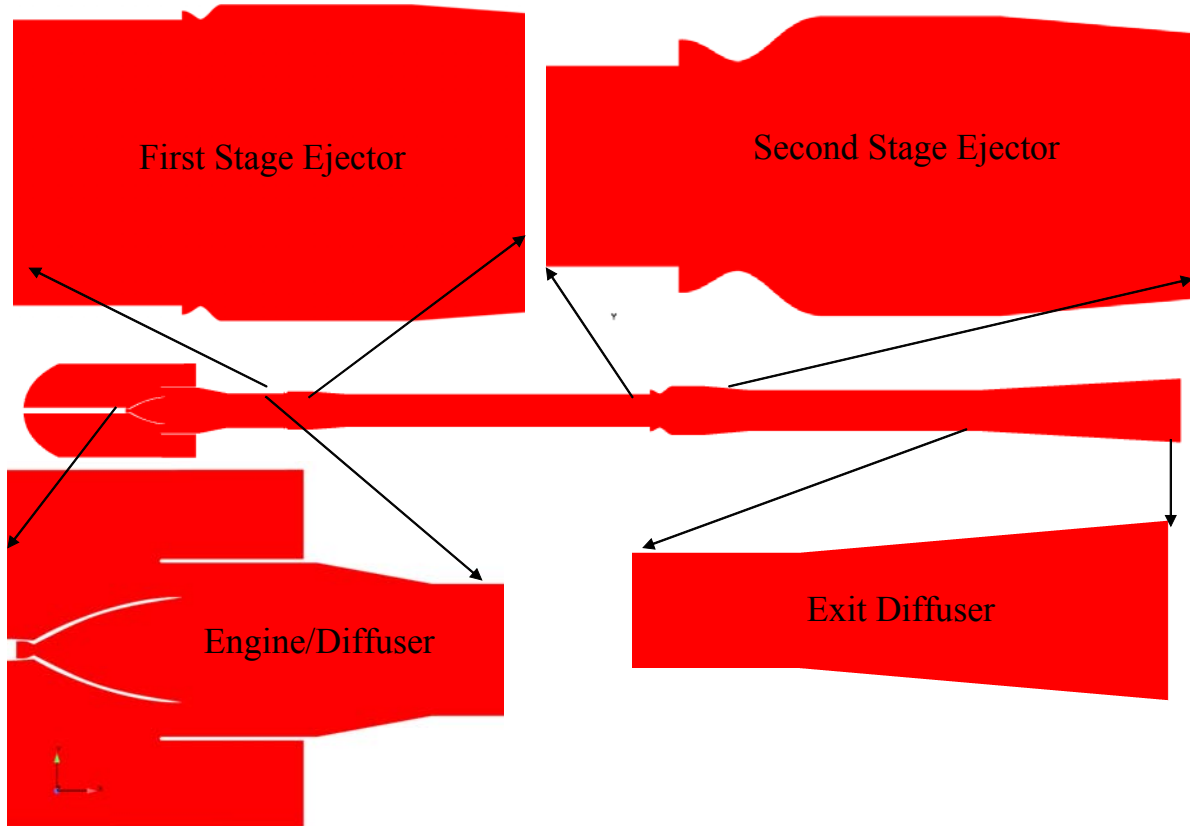 First Stage Ejector
Second Stage Ejector
Y
Engine/Diffuser
Exit Diffuser